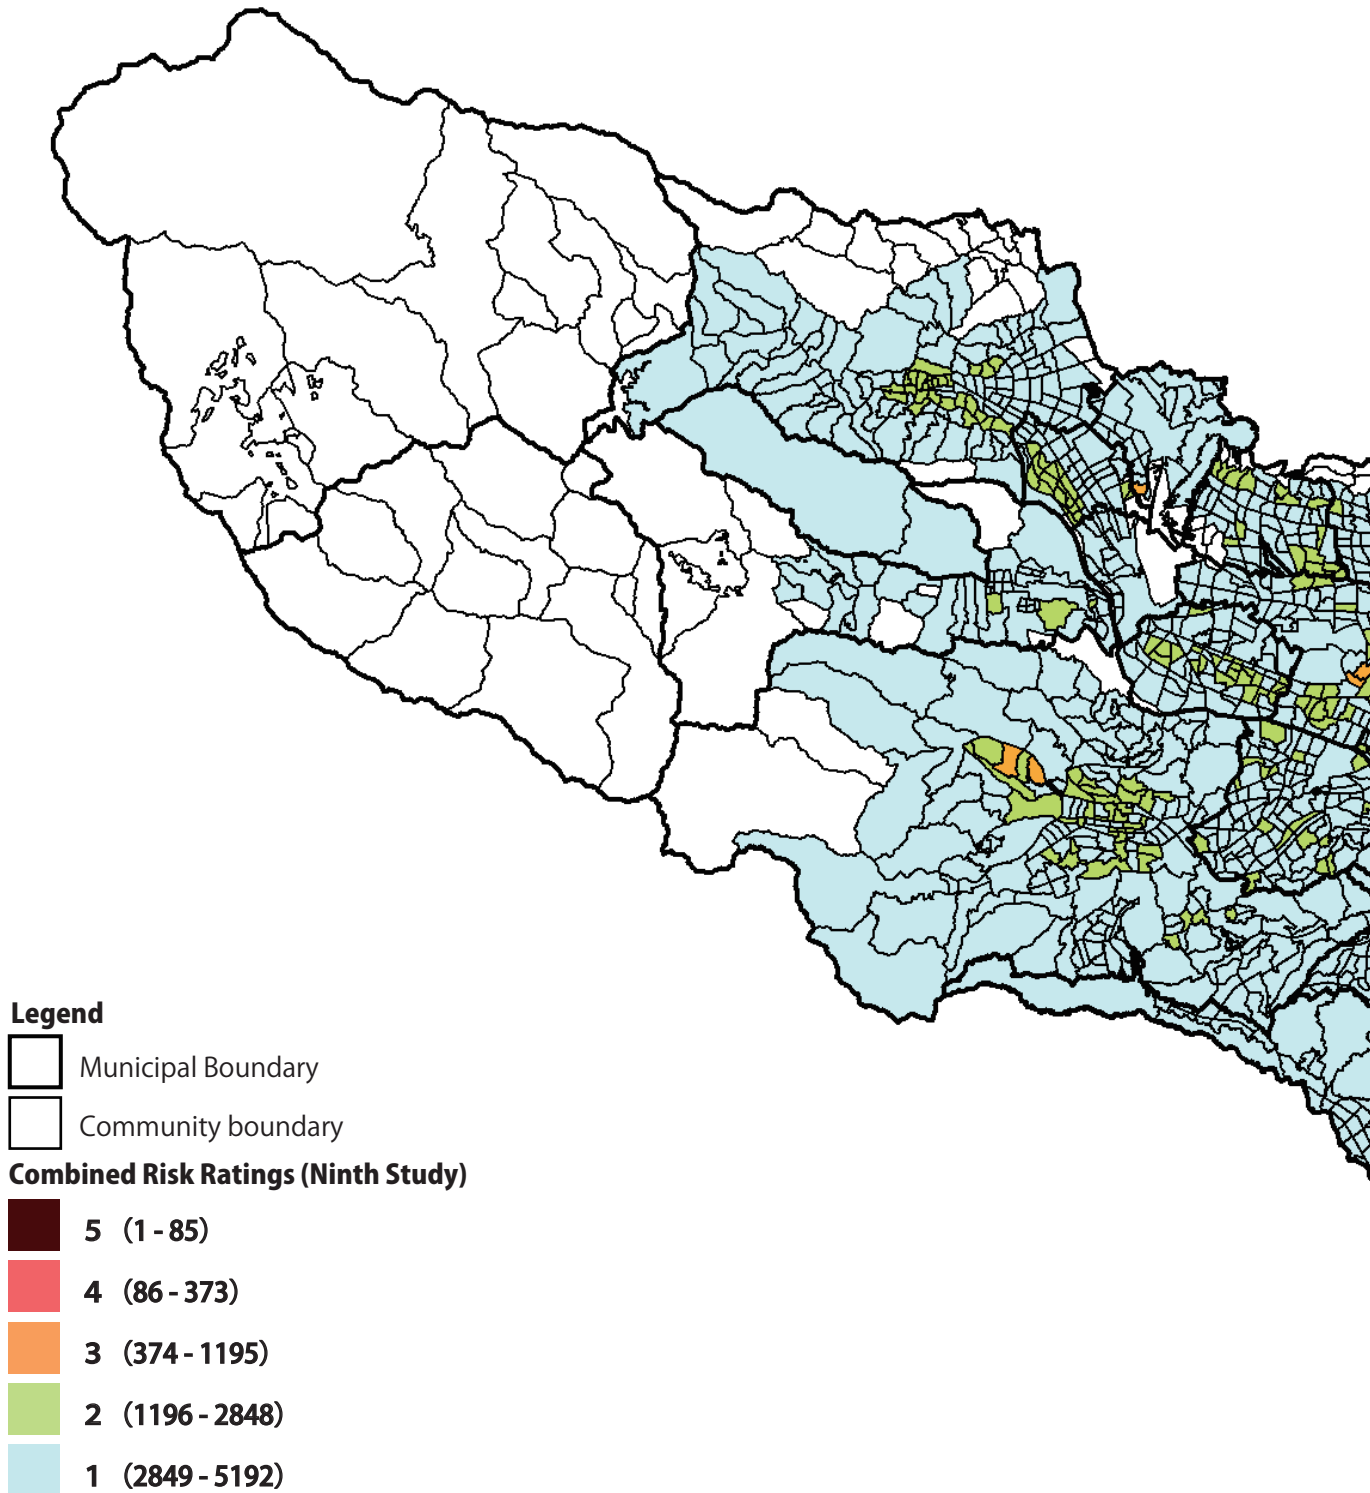 Legend
Municipal Boundary
Community boundary
Combined Risk Ratings (Ninth Study)
5 （1 - 85）
4 （86 - 373）
3 （374 - 1195）
2 （1196 - 2848）
1 （2849 - 5192）